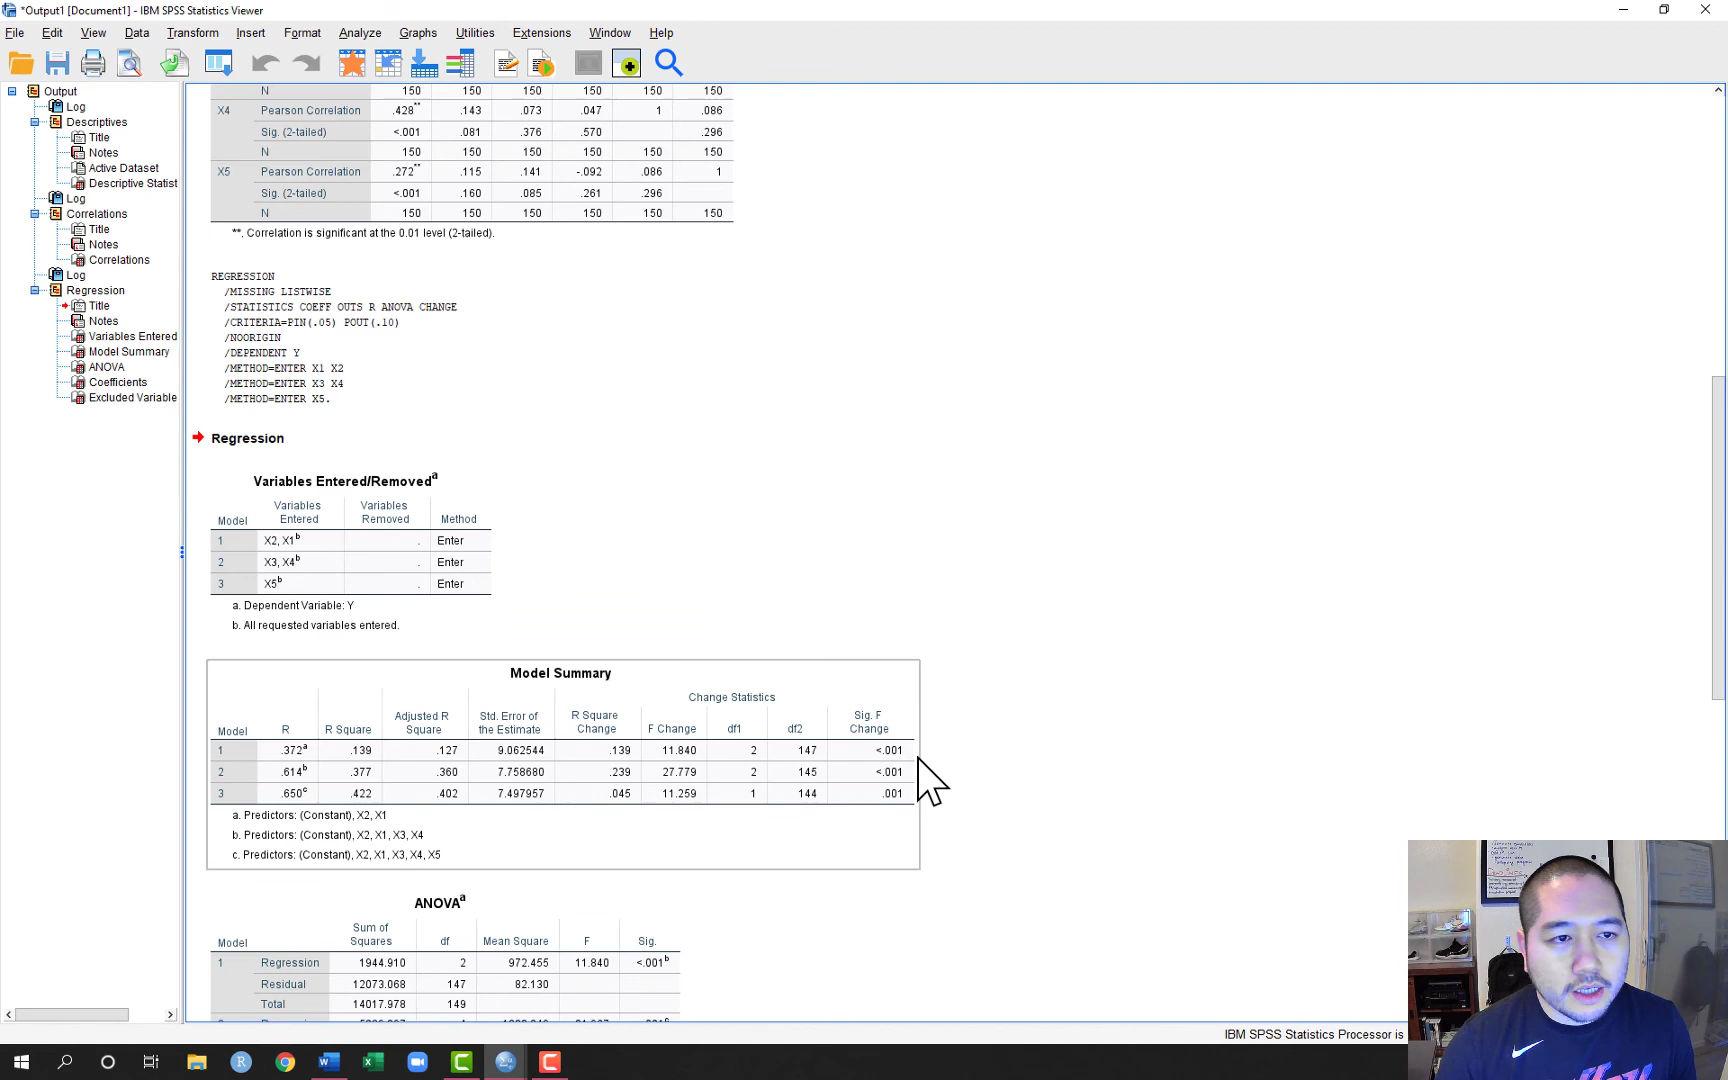 *Output1 [Document1] - IBM SPSS Statistics Viewer
File Edit View Data Transform Insert Format Analyze Graphs Utilities Extensions Window Help
Output
Log
Descriptives
Title
Notes
Active Dataset
Descriptive Statist
Log
Correlations
Title
Notes
Correlations
Log
Regression
Title
Notes
Variables Entered
Model Summary
ANOVA
Coefficients
Excluded Variable
N 150 150 150 150 150 150
X4 Pearson Correlation .428** .143 .073 .047 1 .086
Sig. (2-tailed) <.001 .081 .376 .570 .296
N 150 150 150 150 150 150
X5 Pearson Correlation .272** .115 .141 -.092 .086 1
Sig. (2-tailed) <.001 .160 .085 .261 .296
N 150 150 150 150 150 150
**. Correlation is significant at the 0.01 level (2-tailed).
REGRESSION
/MISSING LISTWISE
/STATISTICS COEFF OUTS R ANOVA CHANGE
/CRITERIA=PIN(.05) POUT(.10)
/NOORIGIN
/DEPENDENT Y
/METHOD=ENTER X1 X2
/METHOD=ENTER X3 X4
/METHOD=ENTER X5.
Regression
Variables Entered/Removeda
Model Variables Entered Variables Removed Method
1 X2, X1b . Enter
2 X3, X4b . Enter
3 X5b . Enter
a. Dependent Variable: Y
b. All requested variables entered.
Model Summary
Change Statistics
Model R R Square Adjusted R Square Std. Error of the Estimate R Square Change F Change df1 df2 Sig. F Change
1 .372a .139 .127 9.062544 .139 11.840 2 147 <.001
2 .614b .377 .360 7.758680 .239 27.779 2 145 <.001
3 .650c .422 .402 7.497957 .045 11.259 1 144 .001
a. Predictors: (Constant), X2, X1
b. Predictors: (Constant), X2, X1, X3, X4
c. Predictors: (Constant), X2, X1, X3, X4, X5
ANOVAa
Model Sum of Squares df Mean Square F Sig.
1 Regression 1944.910 2 972.455 11.840 <.001b
Residual 12073.068 147 82.130
Total 14017.978 149
IBM SPSS Statistics Processor is